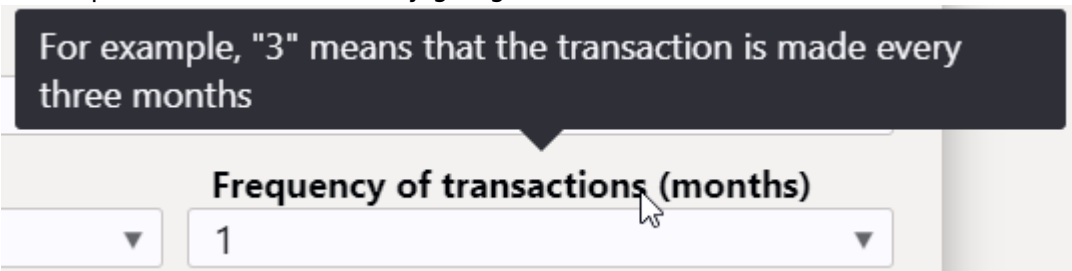 For example, "3" means that the transaction is made every
three months
Frequency of transactions (months)
1